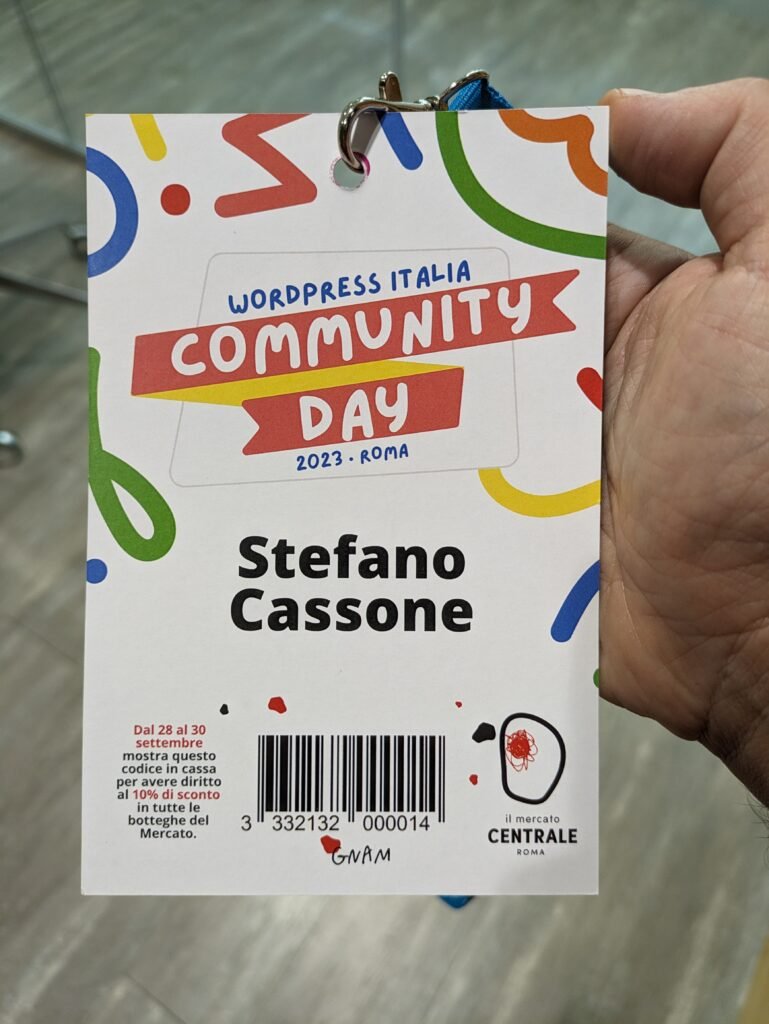 WORDPRESS ITALIA
COMMUNITY
DAY
2023 · ROMA
Stefano
Cassone
Dal 28 al 30
settembre
mostra questo
codice in cassa
per avere diritto
al 10% di sconto
in tutte le
botteghe del
Mercato.
3 332132 000014
GNAM
il mercato
CENTRALE
ROMA